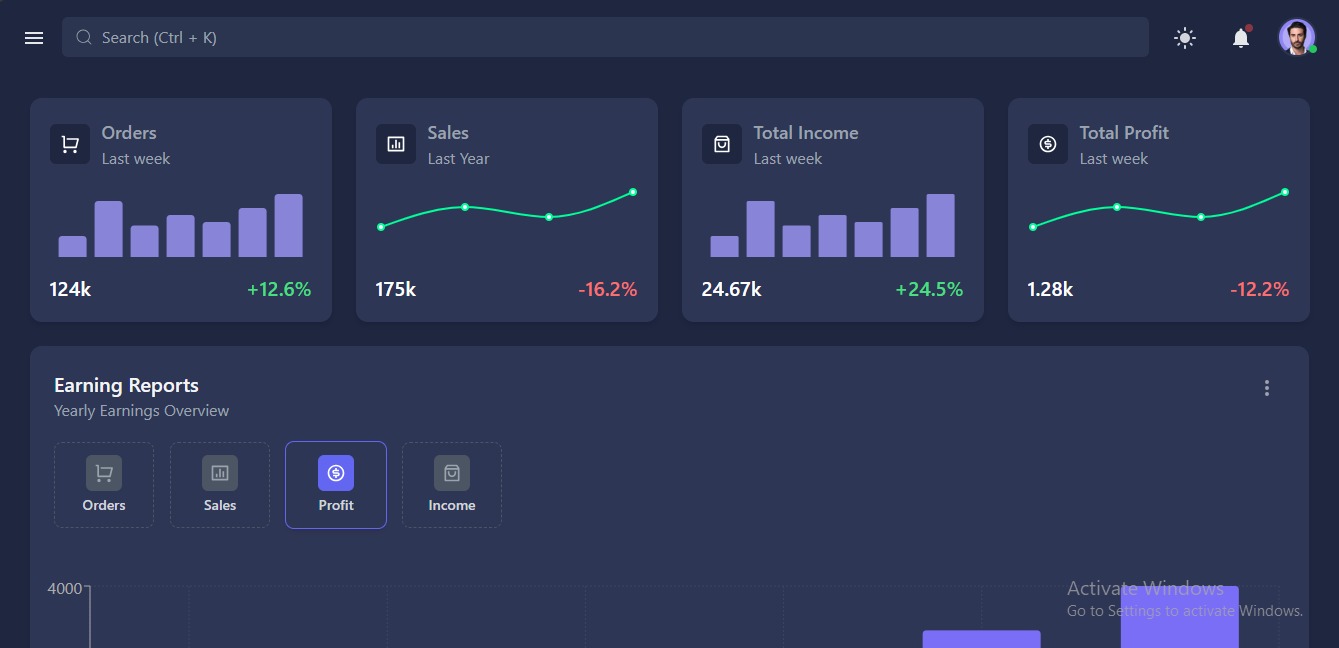 Search (Ctrl + K)
Orders
Last week
124k
+12.6%
Sales
Last Year
175k
-16.2%
Total Income
Last week
24.67k
+24.5%
Total Profit
Last week
1.28k
-12.2%
Earning Reports
Yearly Earnings Overview
Orders
Sales
Profit
Income
4000
Activate Windows
Go to Settings to activate Windows.